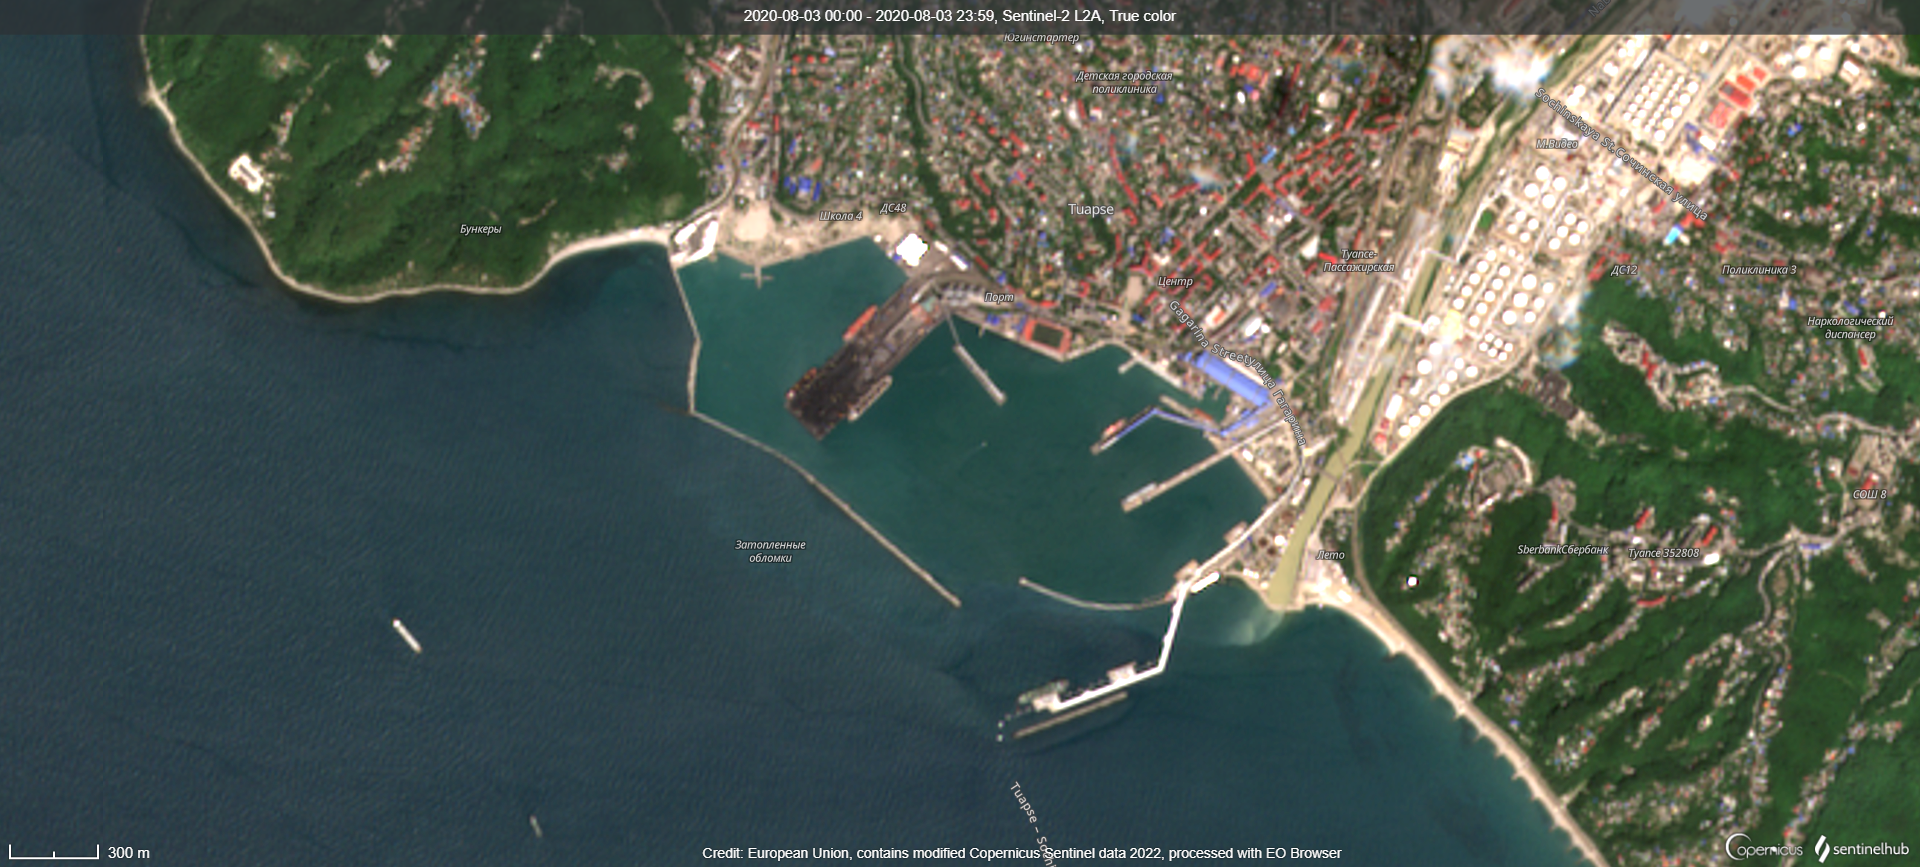 2020-08-03 00:00 - 2020-08-03 23:59, Sentinel-2 L2A, True color
Югинстартер
Детская городская
поликлиника
Sochinskaya St.Сочинская улица
М.Видео
Школа 4
ДС48
Tuapse
Бункеры
Туапсе-
Пассажирская
ДС12
Поликлиника 3
Центр
Порт
Gagarina Streetулица Гагарина
Наркологический
диспансер
СОШ 8
Затопленные
обломки
Лето
SberbankСбербанк
Туапсе 352808
Tuapse – Sochi
300 m
Credit: European Union, contains modified Copernicus Sentinel data 2022, processed with EO Browser
Copernicus
sentinelhub